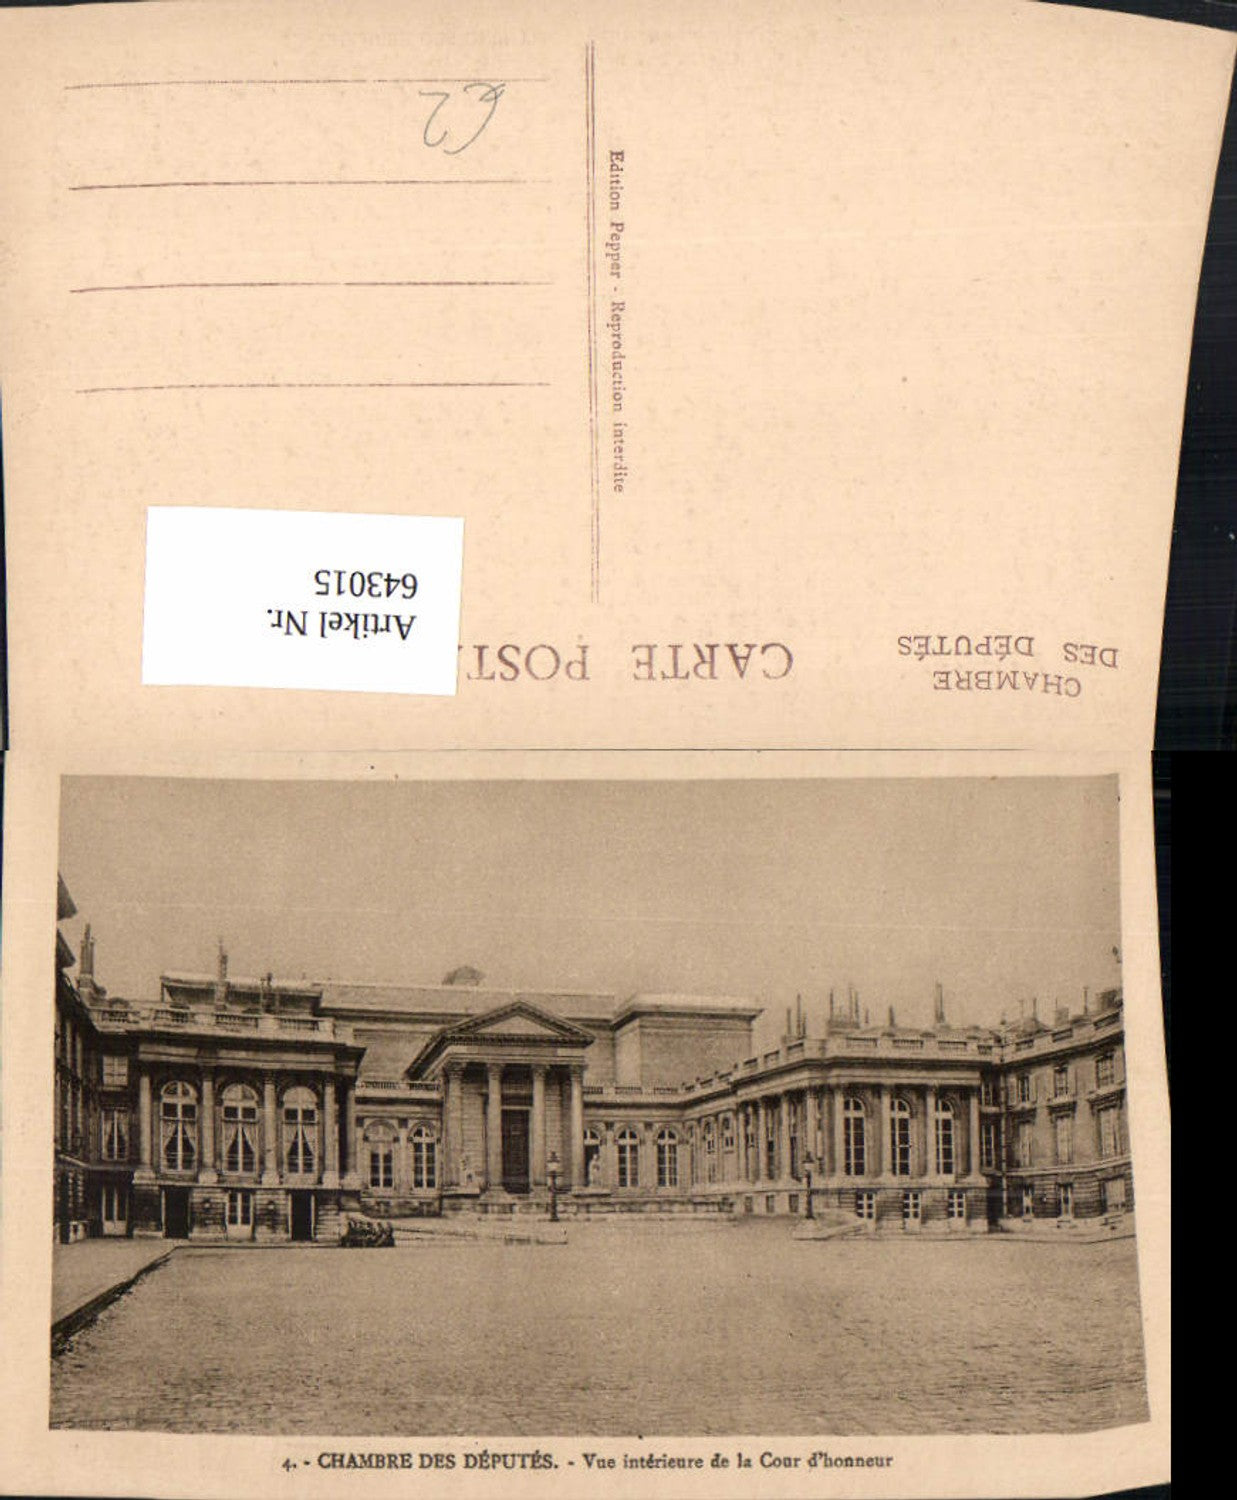 CHAMBRE
DES DÉPUTÉS
CARTE POST
Artikel Nr.
643015
Edition Pepper - Reproduction interdite
4. - CHAMBRE DES DÉPUTÉS. - Vue intérieure de la Cour d'honneur